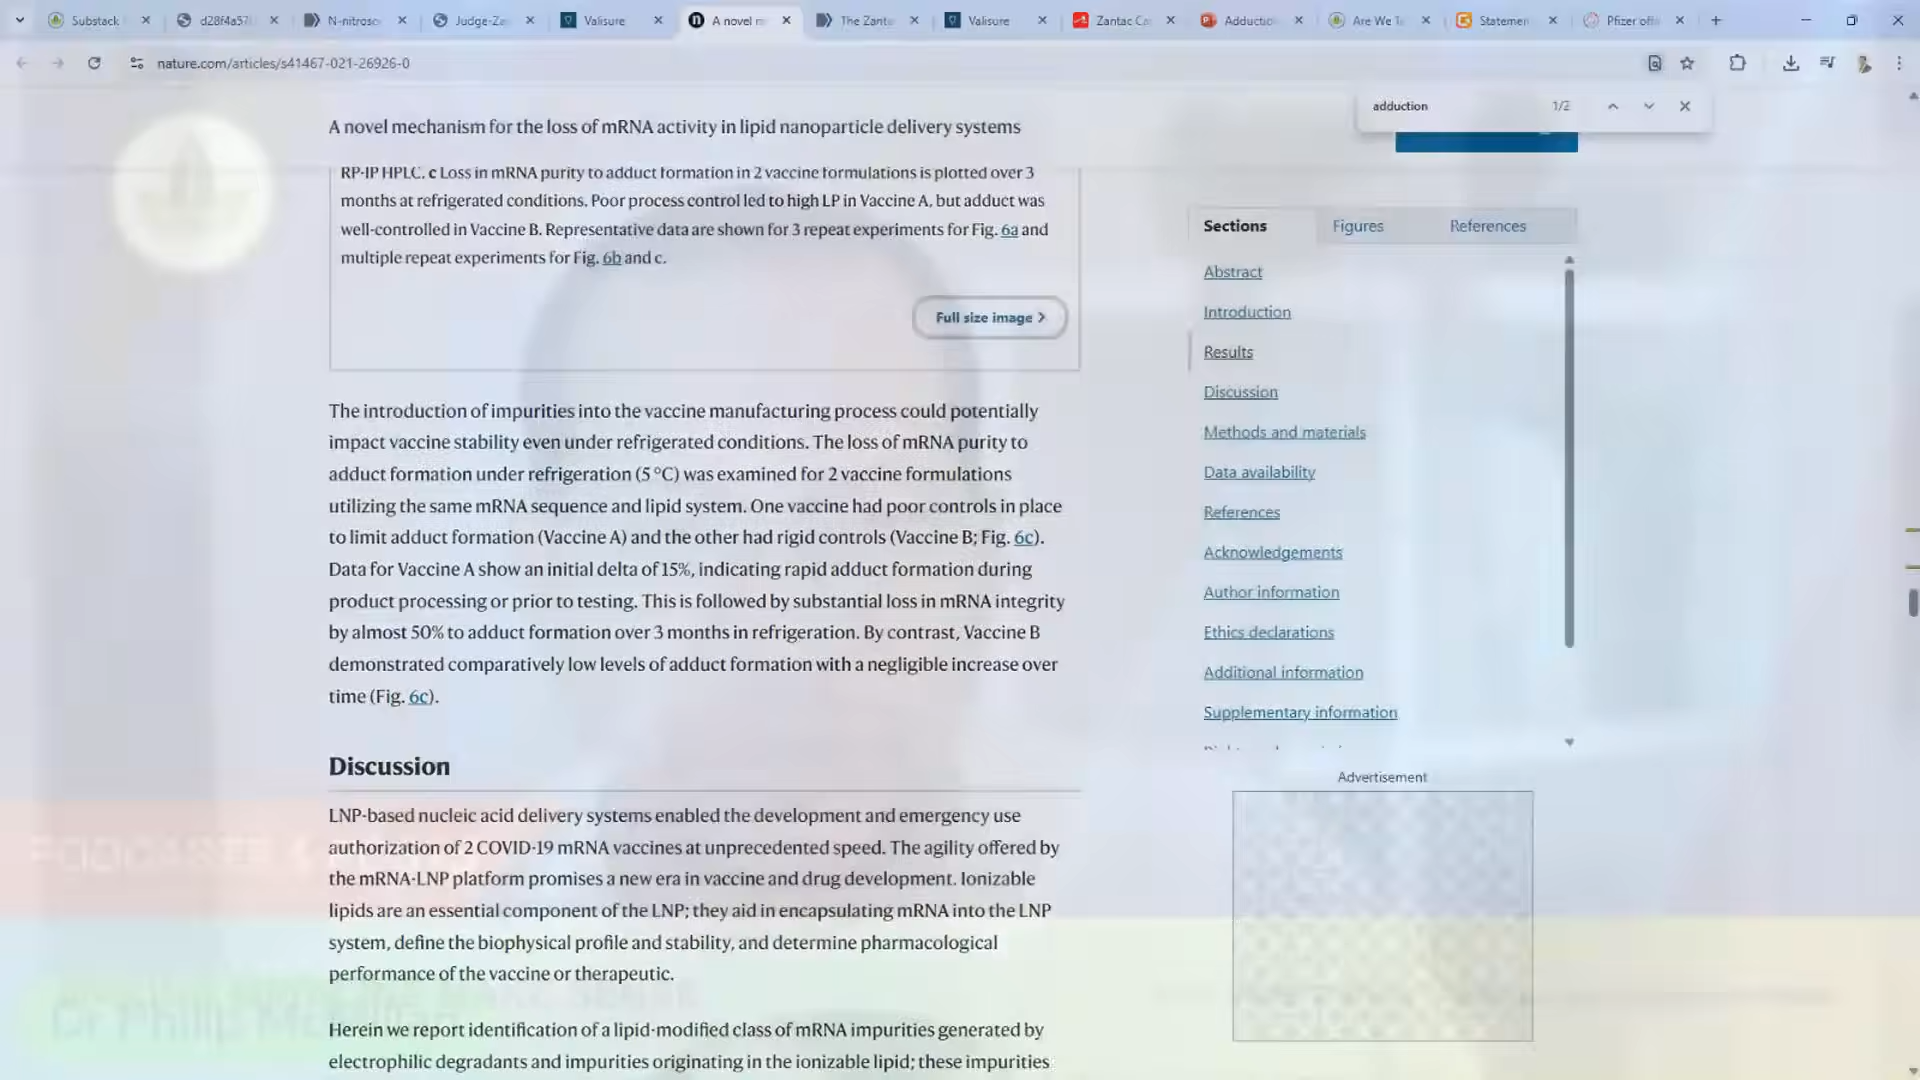 Substack
d28f4a57
N-nitroso
Judge-Za
Valisure
A novel m
The Zanta
Valisure
Zantac Ca
Adduction
Are We T
Statemen
Pfizer offi
nature.com/articles/s41467-021-26926-0
adduction 1/2
A novel mechanism for the loss of mRNA activity in lipid nanoparticle delivery systems
RP-IP HPLC. c Loss in mRNA purity to adduct formation in 2 vaccine formulations is plotted over 3
months at refrigerated conditions. Poor process control led to high LP in Vaccine A, but adduct was
well-controlled in Vaccine B. Representative data are shown for 3 repeat experiments for Fig. 6a and
multiple repeat experiments for Fig. 6b and c.
Full size image
The introduction of impurities into the vaccine manufacturing process could potentially
impact vaccine stability even under refrigerated conditions. The loss of mRNA purity to
adduct formation under refrigeration (5 °C) was examined for 2 vaccine formulations
utilizing the same mRNA sequence and lipid system. One vaccine had poor controls in place
to limit adduct formation (Vaccine A) and the other had rigid controls (Vaccine B; Fig. 6c).
Data for Vaccine A show an initial delta of 15%, indicating rapid adduct formation during
product processing or prior to testing. This is followed by substantial loss in mRNA integrity
by almost 50% to adduct formation over 3 months in refrigeration. By contrast, Vaccine B
demonstrated comparatively low levels of adduct formation with a negligible increase over
time (Fig. 6c).
Discussion
LNP-based nucleic acid delivery systems enabled the development and emergency use
authorization of 2 COVID-19 mRNA vaccines at unprecedented speed. The agility offered by
the mRNA-LNP platform promises a new era in vaccine and drug development. Ionizable
lipids are an essential component of the LNP; they aid in encapsulating mRNA into the LNP
system, define the biophysical profile and stability, and determine pharmacological
performance of the vaccine or therapeutic.
Herein we report identification of a lipid-modified class of mRNA impurities generated by
electrophilic degradants and impurities originating in the ionizable lipid; these impurities
Sections
Figures
References
Abstract
Introduction
Results
Discussion
Methods and materials
Data availability
References
Acknowledgements
Author information
Ethics declarations
Additional information
Supplementary information
Advertisement
Dr Philip